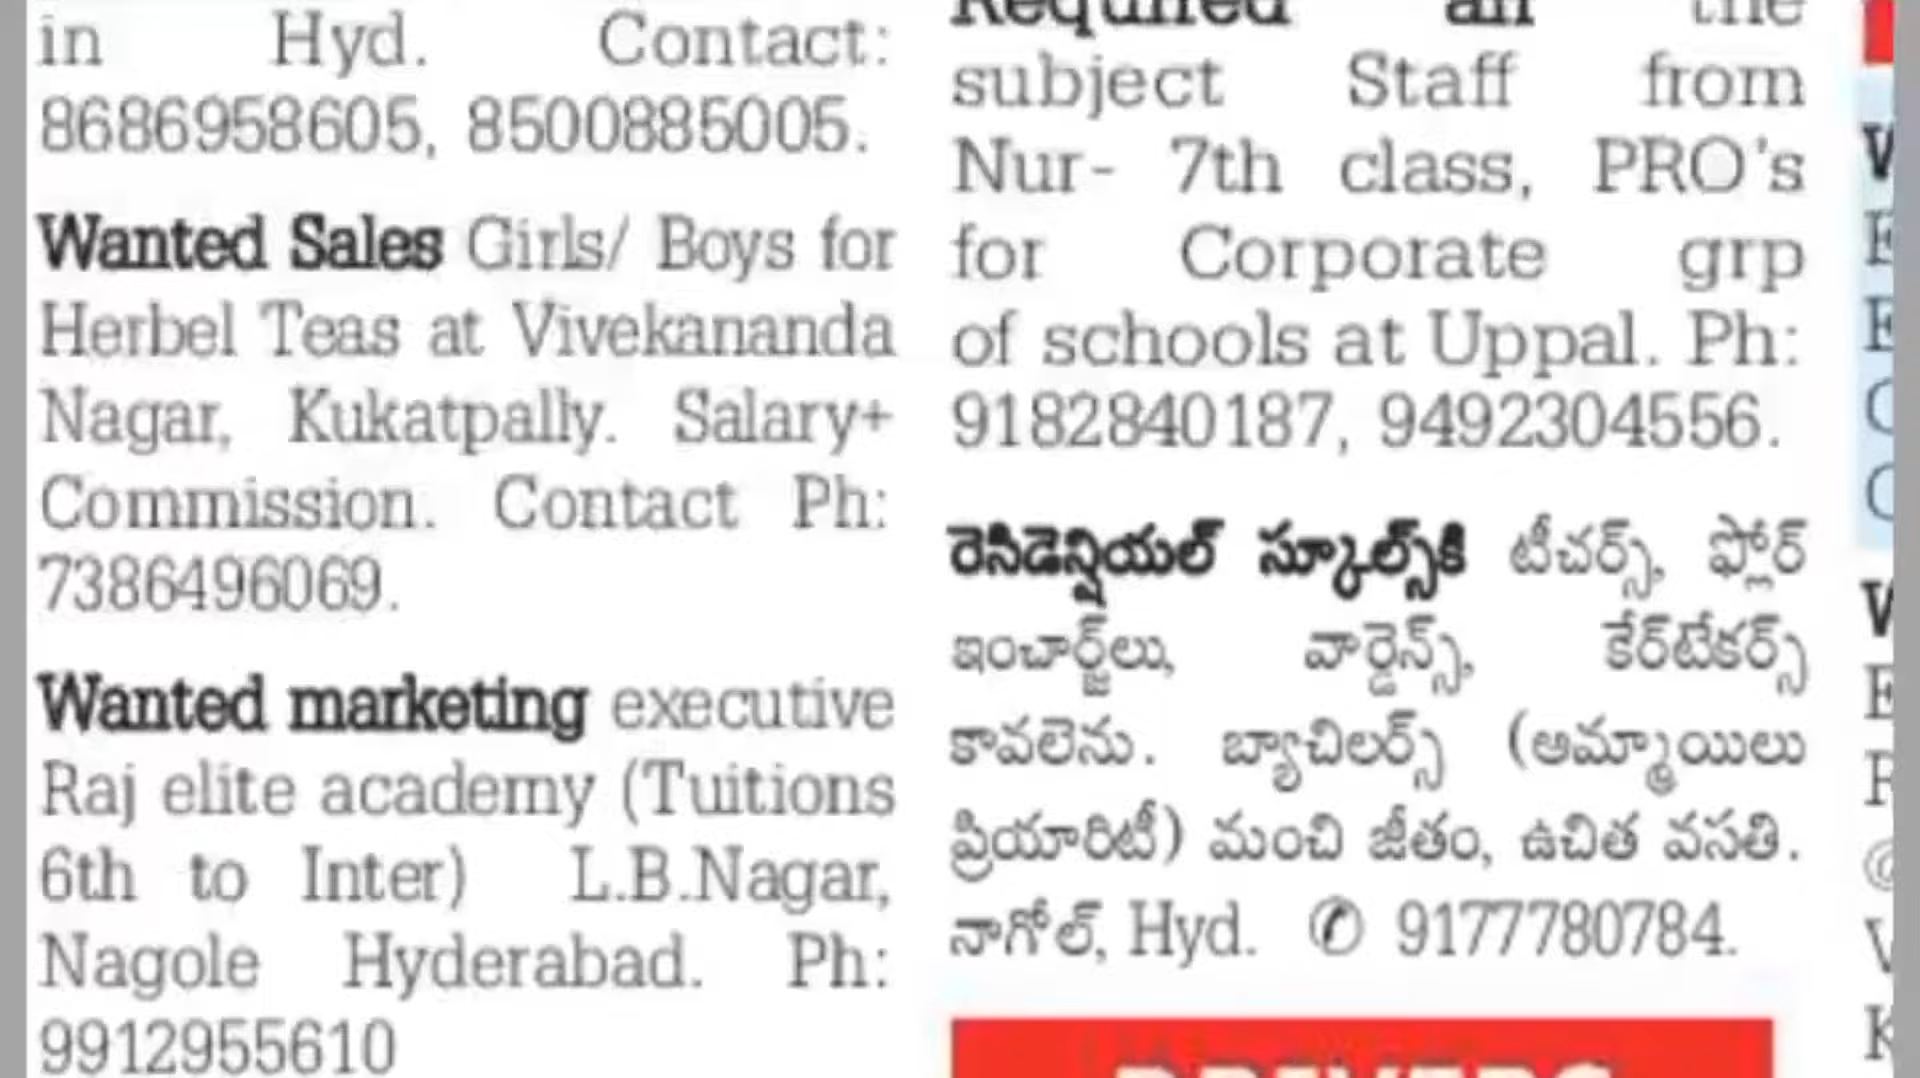 in Hyd. Contact:
8686958605, 8500885005.
Wanted Sales Girls/ Boys for
Herbel Teas at Vivekananda
Nagar, Kukatpally. Salary+
Commission. Contact Ph:
7386496069.
Wanted marketing executive
Raj elite academy (Tuitions
6th to Inter) L.B.Nagar,
Nagole Hyderabad. Ph:
9912955610
Required all the
subject Staff from
Nur- 7th class, PRO's
for Corporate grp
of schools at Uppal. Ph:
9182840187, 9492304556.
రెసిడెన్షియల్ స్కూల్స్‌కి టీచర్స్, ఫ్లోర్
ఇంచార్జ్‌లు, వార్డెన్స్, కేర్‌టేకర్స్
కావలెను. బ్యాచిలర్స్ (అమ్మాయిలు
ప్రియారిటీ) మంచి జీతం, ఉచిత వసతి.
నాగోల్, Hyd. ✆ 9177780784.